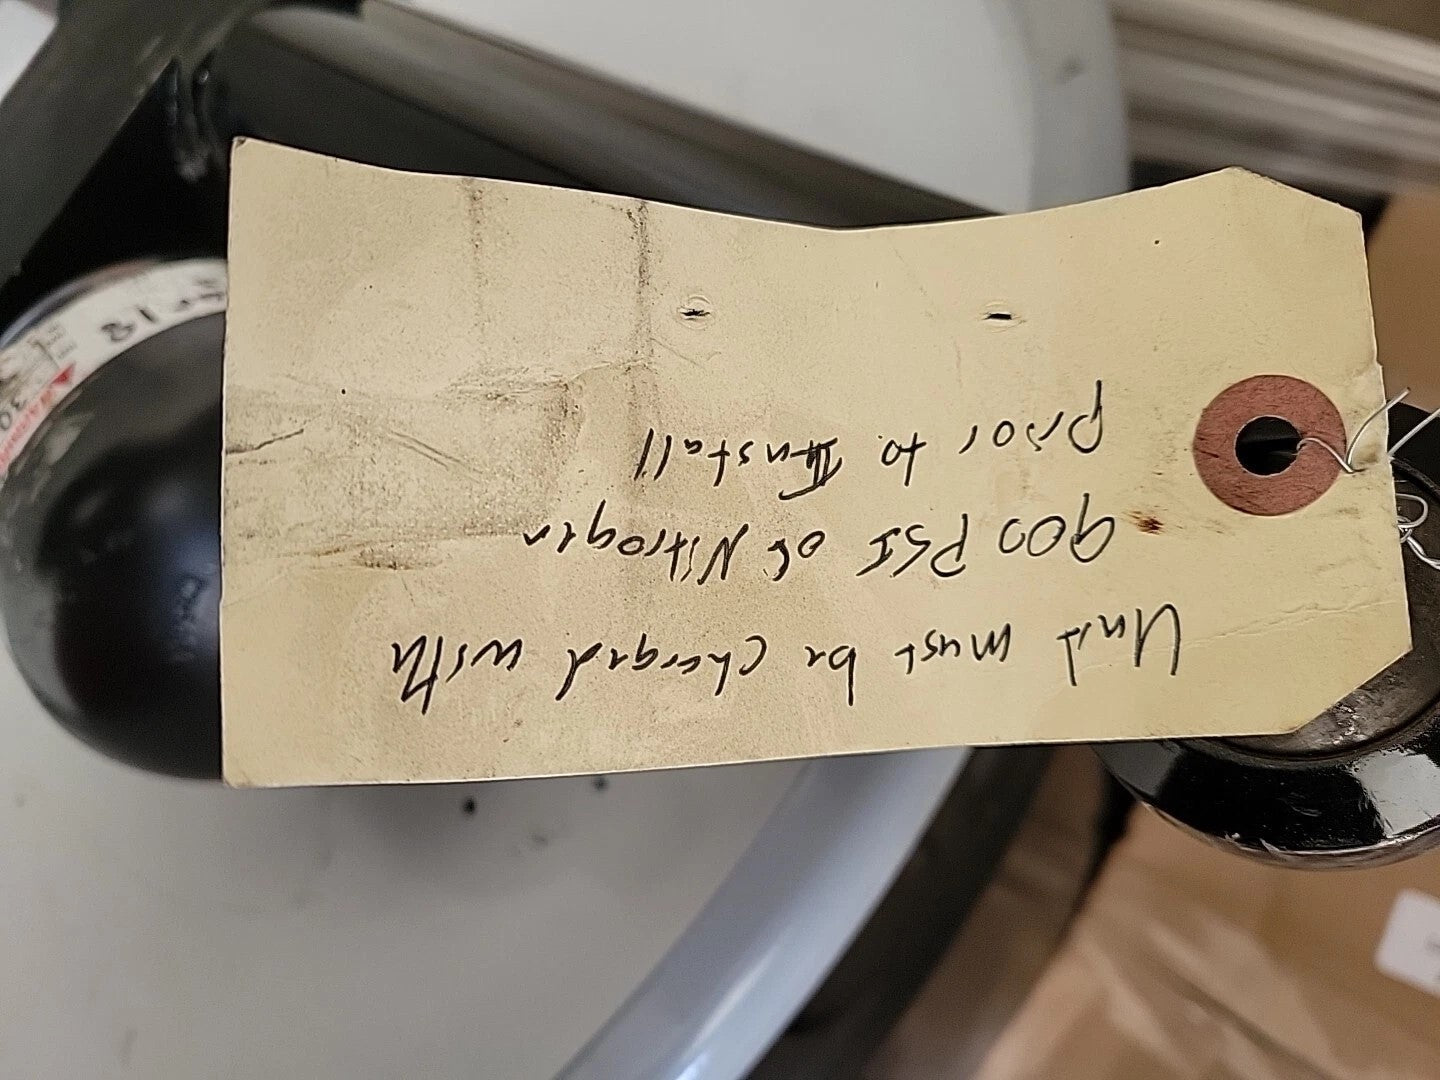 Unit must be charged with
900 PSI of Nitrogen
Prior to Install